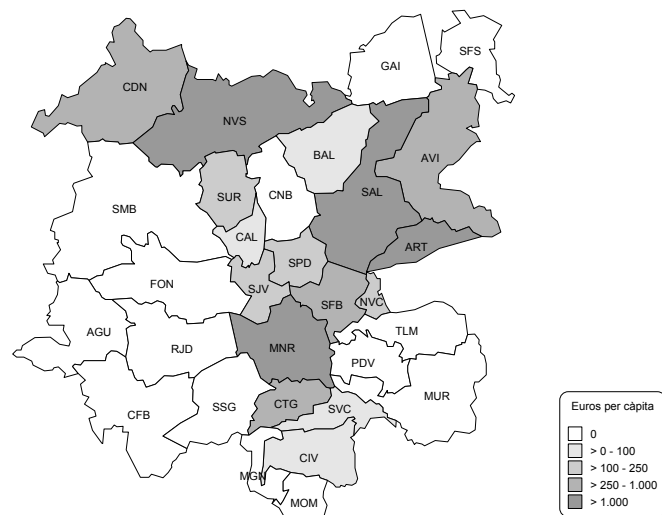 SFS
GAI
CDN
NVS
BAL
AVI
SAL
SUR
CNB
SMB
CAL
ART
SPD
FON
SJV
SFB
NVC
AGU
TLM
RJD
MNR
PDV
MUR
CTG
SVC
SSG
CFB
CIV
MGN
MOM
Euros per càpita
0
> 0 - 100
> 100 - 250
> 250 - 1.000
> 1.000